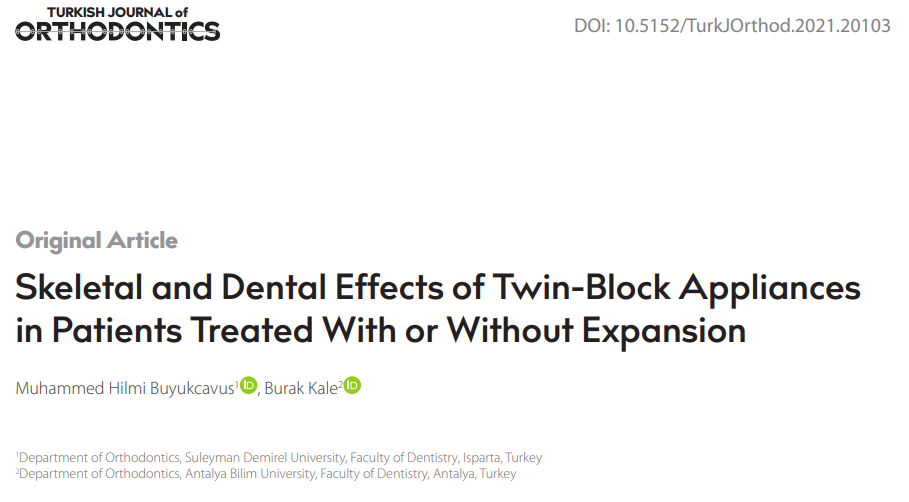 TURKISH JOURNAL of
ORTHODONTICS
DOI: 10.5152/TurkJOrthod.2021.20103
Original Article
Skeletal and Dental Effects of Twin-Block Appliances
in Patients Treated With or Without Expansion
Muhammed Hilmi Buyukcavus¹ iD, Burak Kale² iD
¹Department of Orthodontics, Suleyman Demirel University, Faculty of Dentistry, Isparta, Turkey
²Department of Orthodontics, Antalya Bilim University, Faculty of Dentistry, Antalya, Turkey